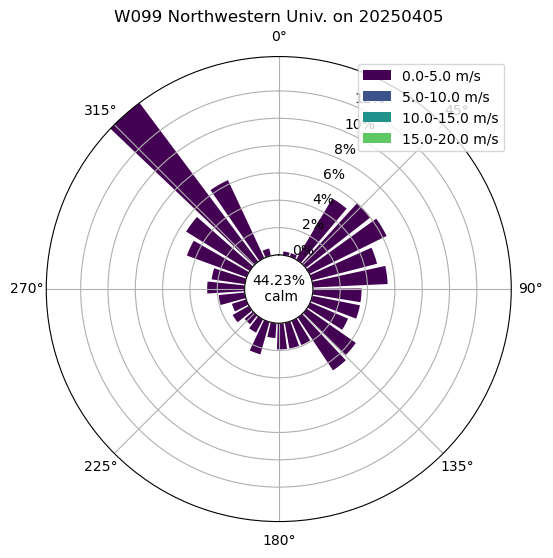 W099 Northwestern Univ. on 20250405
0°
0.0-5.0 m/s
5.0-10.0 m/s
10.0-15.0 m/s
15.0-20.0 m/s
315°
45°
12%
10%
8%
6%
4%
2%
0%
44.23%
calm
270°
90°
225°
135°
180°